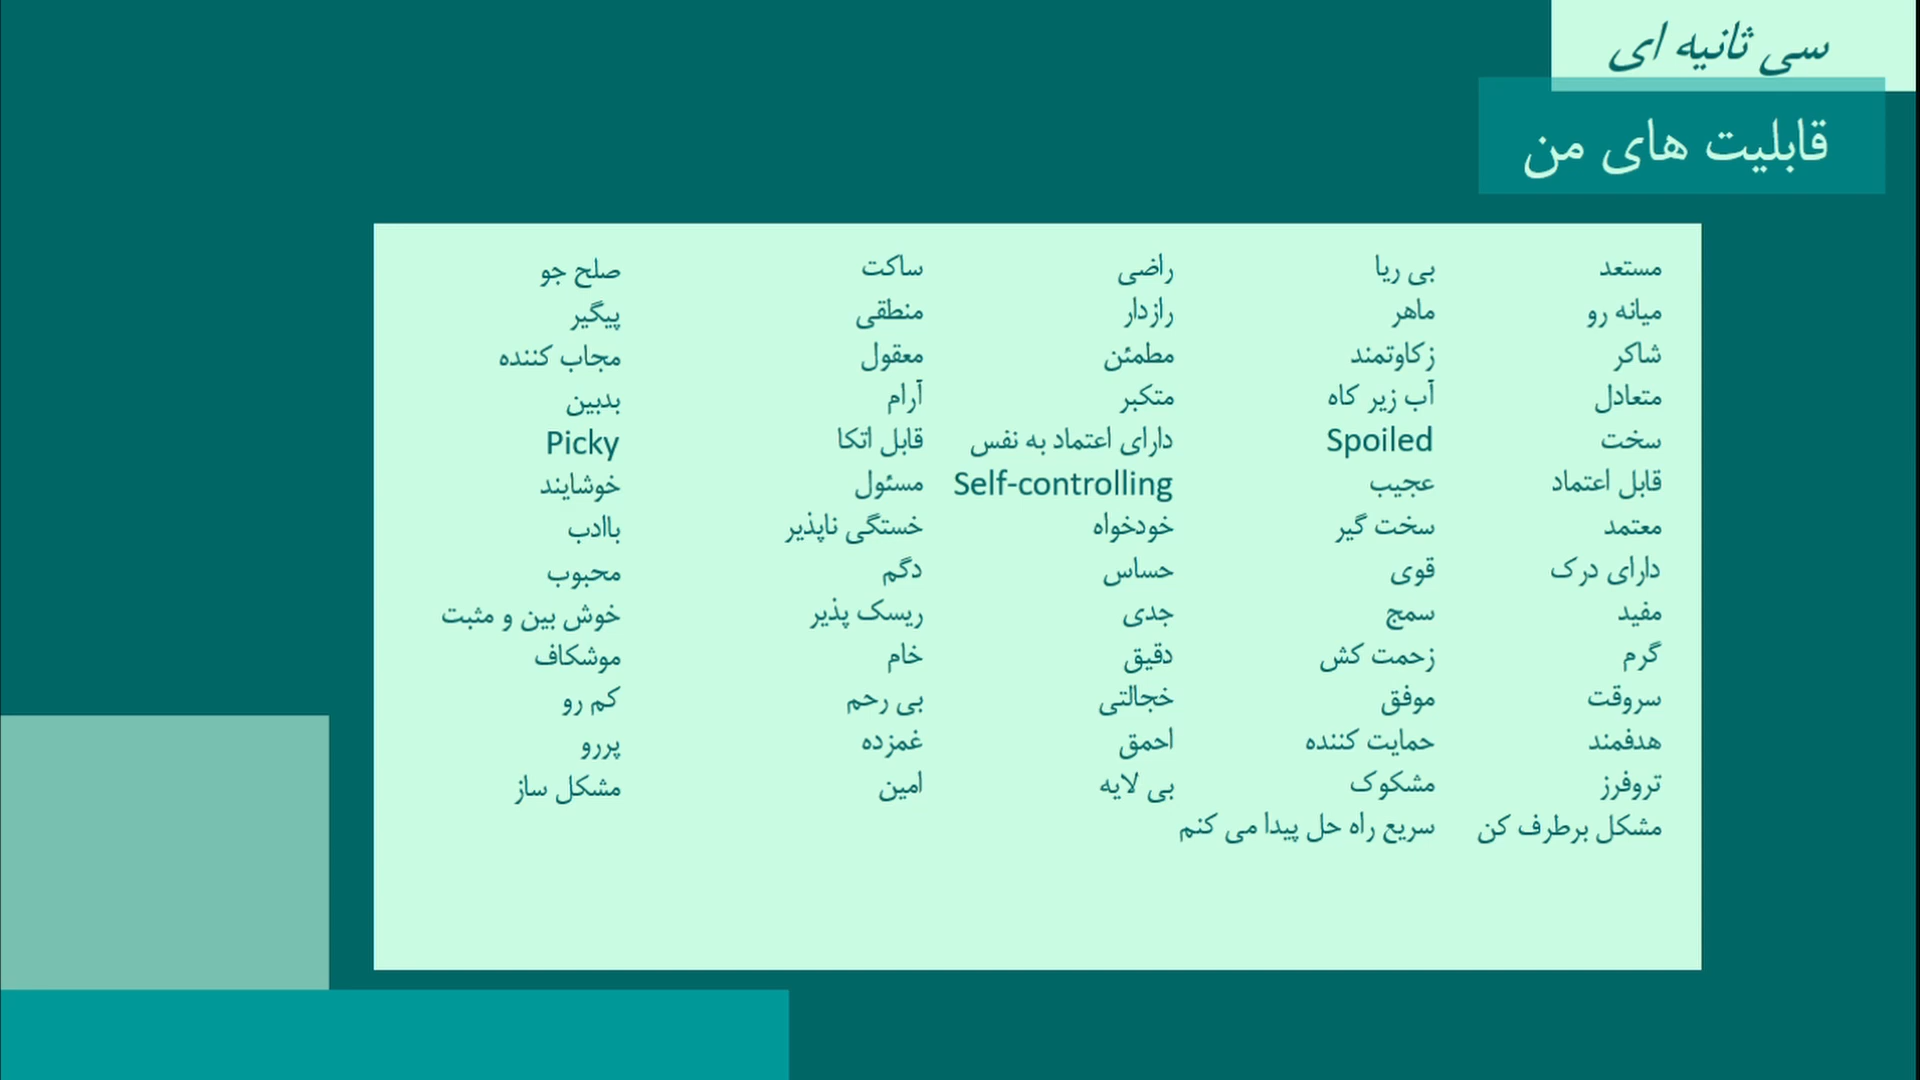 سی ثانیه ای
قابلیت های من
مستعد
میانه رو
شاکر
متعادل
سخت
قابل اعتماد
معتمد
دارای درک
مفید
گرم
سروقت
هدفمند
تروفرز
مشکل برطرف کن
بی ریا
ماهر
زکاوتمند
آب زیر کاه
Spoiled
عجیب
سخت گیر
قوی
سمج
زحمت کش
موفق
حمایت کننده
مشکوک
سریع راه حل پیدا می کنم
راضی
رازدار
مطمئن
متکبر
دارای اعتماد به نفس
Self-controlling
خودخواه
حساس
جدی
دقیق
خجالتی
احمق
بی لایه
ساکت
منطقی
معقول
آرام
قابل اتکا
مسئول
خستگی ناپذیر
دگم
ریسک پذیر
خام
بی رحم
غمزده
امین
صلح جو
پیگیر
مجاب کننده
بدبین
Picky
خوشایند
باادب
محبوب
خوش بین و مثبت
موشکاف
کم رو
پررو
مشکل ساز